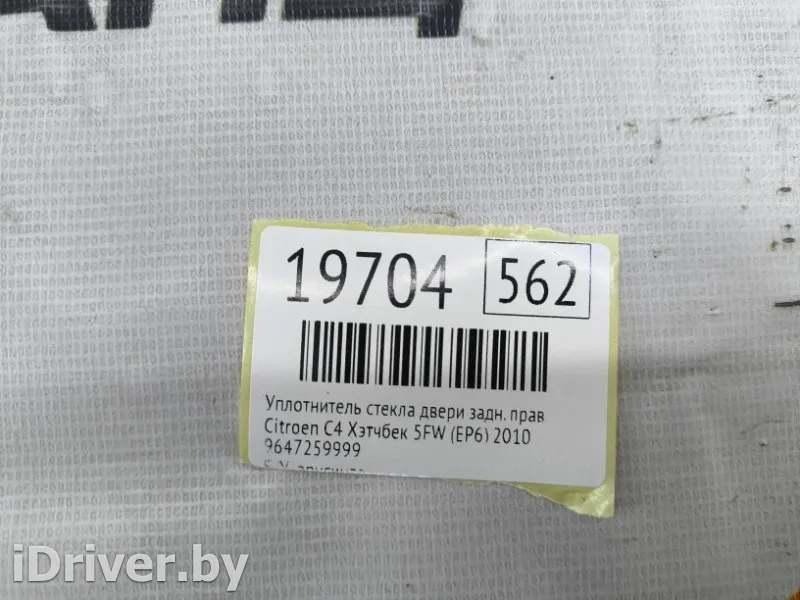 19704 562
Уплотнитель стекла двери задн. прав
Citroen C4 Хэтчбек 5FW (EP6) 2010
9647259999
iDriver.by